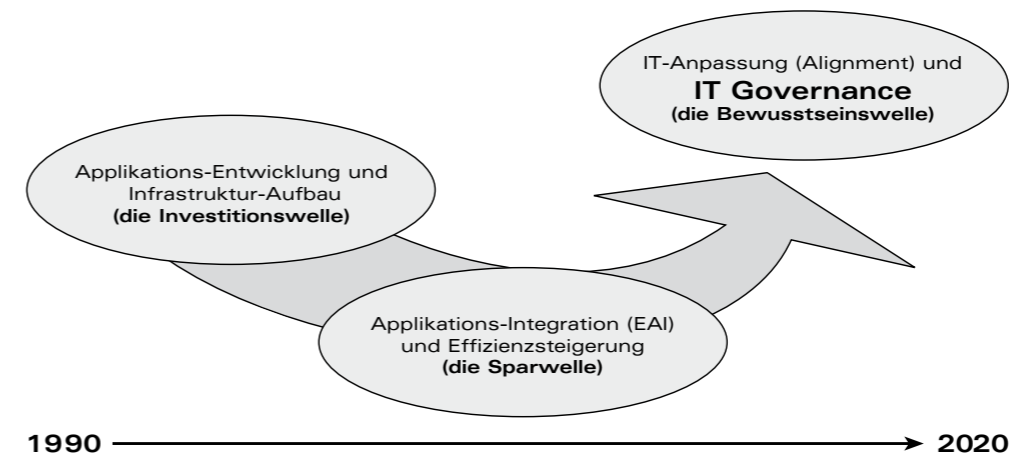 IT-Anpassung (Alignment) und
IT Governance
(die Bewusstseinswelle)
Applikations-Entwicklung und
Infrastruktur-Aufbau
(die Investitionswelle)
Applikations-Integration (EAI)
und Effizienzsteigerung
(die Sparwelle)
1990
2020